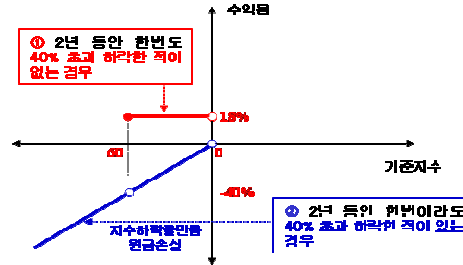 수익률
① 2년 동안 한번도
40% 초과 하락한 적이
없는 경우
0
기준지수
-40%
지수하락률만큼
원금손실
② 2년 동안 한번이라도
40% 초과 하락한 적이 있는
경우